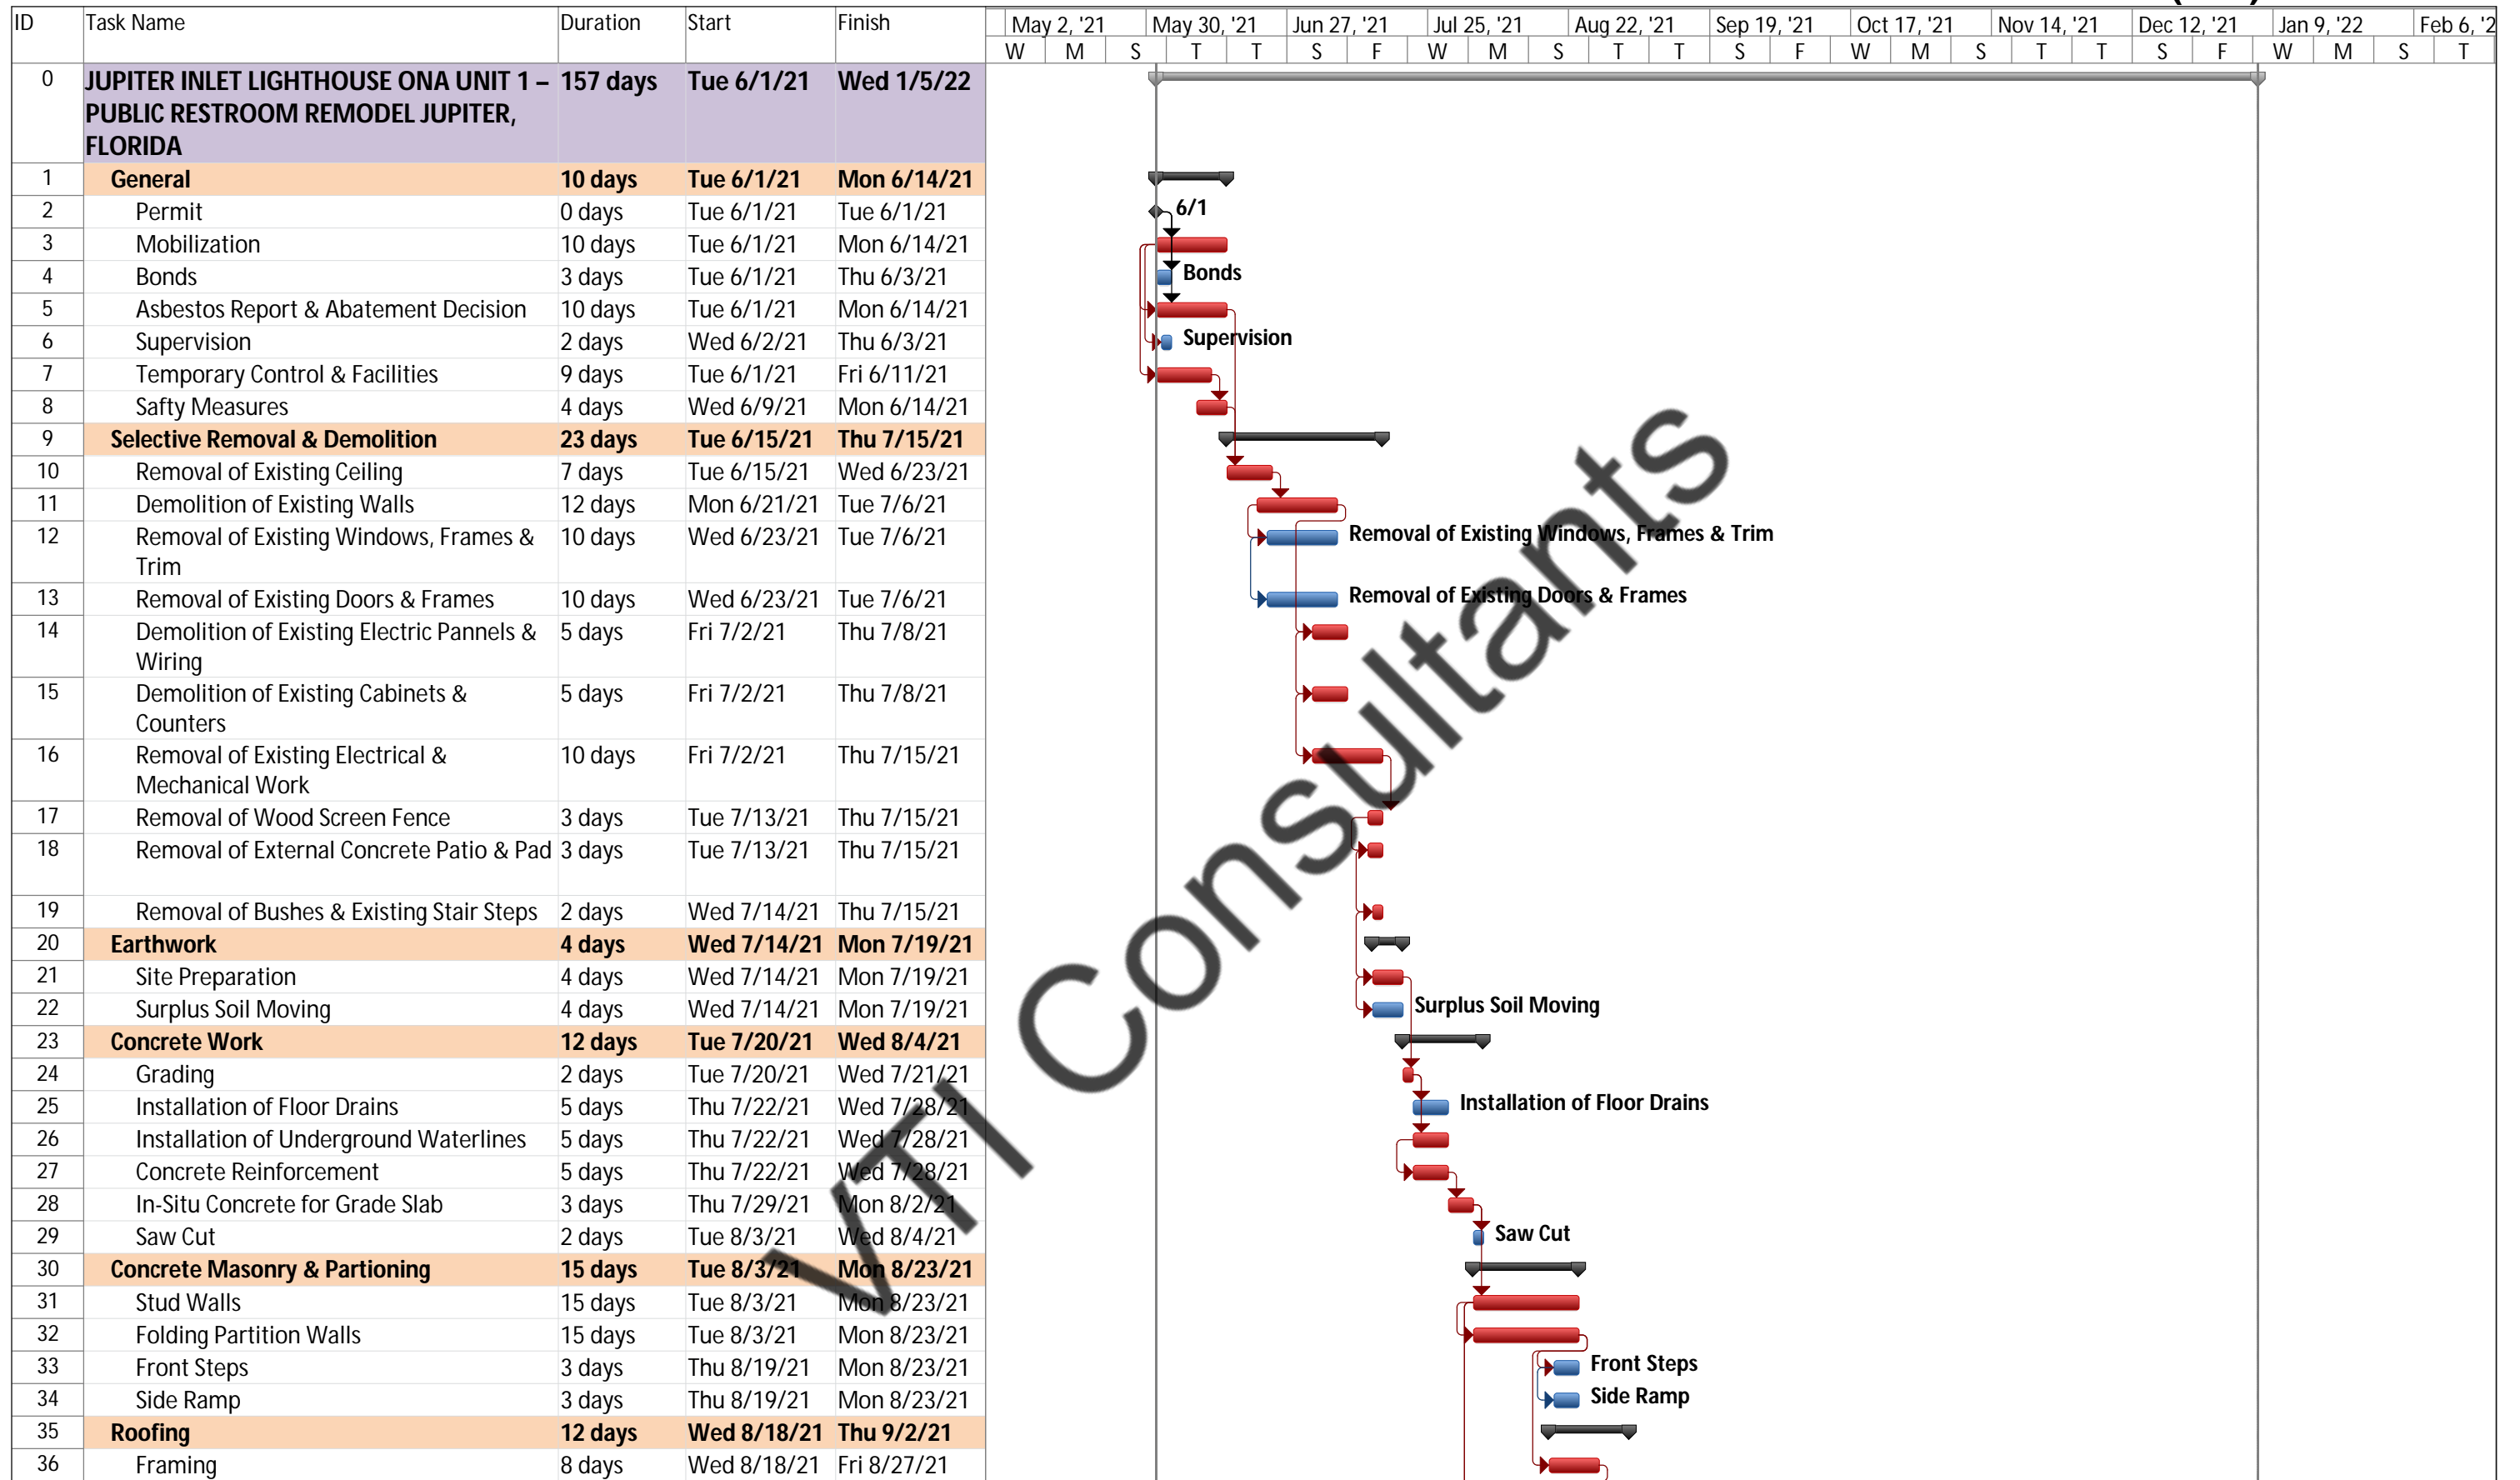 ID Task Name Duration Start Finish May 2, '21 May 30, '21 Jun 27, '21 Jul 25, '21 Aug 22, '21 Sep 19, '21 Oct 17, '21 Nov 14, '21 Dec 12, '21 Jan 9, '22 Feb 6, '2
W M S T T S F W M S T T S F W M S T T S F W M S T
0 JUPITER INLET LIGHTHOUSE ONA UNIT 1 – 157 days Tue 6/1/21 Wed 1/5/22
PUBLIC RESTROOM REMODEL JUPITER,
FLORIDA
1 General 10 days Tue 6/1/21 Mon 6/14/21
2 Permit 0 days Tue 6/1/21 Tue 6/1/21 6/1
3 Mobilization 10 days Tue 6/1/21 Mon 6/14/21
4 Bonds 3 days Tue 6/1/21 Thu 6/3/21 Bonds
5 Asbestos Report & Abatement Decision 10 days Tue 6/1/21 Mon 6/14/21
6 Supervision 2 days Wed 6/2/21 Thu 6/3/21 Supervision
7 Temporary Control & Facilities 9 days Tue 6/1/21 Fri 6/11/21
8 Safty Measures 4 days Wed 6/9/21 Mon 6/14/21
9 Selective Removal & Demolition 23 days Tue 6/15/21 Thu 7/15/21
10 Removal of Existing Ceiling 7 days Tue 6/15/21 Wed 6/23/21
11 Demolition of Existing Walls 12 days Mon 6/21/21 Tue 7/6/21
12 Removal of Existing Windows, Frames & 10 days Wed 6/23/21 Tue 7/6/21 Removal of Existing Windows, Frames & Trim
Trim
13 Removal of Existing Doors & Frames 10 days Wed 6/23/21 Tue 7/6/21 Removal of Existing Doors & Frames
14 Demolition of Existing Electric Pannels & 5 days Fri 7/2/21 Thu 7/8/21
Wiring
15 Demolition of Existing Cabinets & 5 days Fri 7/2/21 Thu 7/8/21
Counters
16 Removal of Existing Electrical & 10 days Fri 7/2/21 Thu 7/15/21
Mechanical Work
17 Removal of Wood Screen Fence 3 days Tue 7/13/21 Thu 7/15/21
18 Removal of External Concrete Patio & Pad 3 days Tue 7/13/21 Thu 7/15/21
19 Removal of Bushes & Existing Stair Steps 2 days Wed 7/14/21 Thu 7/15/21
20 Earthwork 4 days Wed 7/14/21 Mon 7/19/21
21 Site Preparation 4 days Wed 7/14/21 Mon 7/19/21
22 Surplus Soil Moving 4 days Wed 7/14/21 Mon 7/19/21 Surplus Soil Moving
23 Concrete Work 12 days Tue 7/20/21 Wed 8/4/21
24 Grading 2 days Tue 7/20/21 Wed 7/21/21
25 Installation of Floor Drains 5 days Thu 7/22/21 Wed 7/28/21 Installation of Floor Drains
26 Installation of Underground Waterlines 5 days Thu 7/22/21 Wed 7/28/21
27 Concrete Reinforcement 5 days Thu 7/22/21 Wed 7/28/21
28 In-Situ Concrete for Grade Slab 3 days Thu 7/29/21 Mon 8/2/21
29 Saw Cut 2 days Tue 8/3/21 Wed 8/4/21 Saw Cut
30 Concrete Masonry & Partioning 15 days Tue 8/3/21 Mon 8/23/21
31 Stud Walls 15 days Tue 8/3/21 Mon 8/23/21
32 Folding Partition Walls 15 days Tue 8/3/21 Mon 8/23/21
33 Front Steps 3 days Thu 8/19/21 Mon 8/23/21 Front Steps
34 Side Ramp 3 days Thu 8/19/21 Mon 8/23/21 Side Ramp
35 Roofing 12 days Wed 8/18/21 Thu 9/2/21
36 Framing 8 days Wed 8/18/21 Fri 8/27/21
VTI Consultants